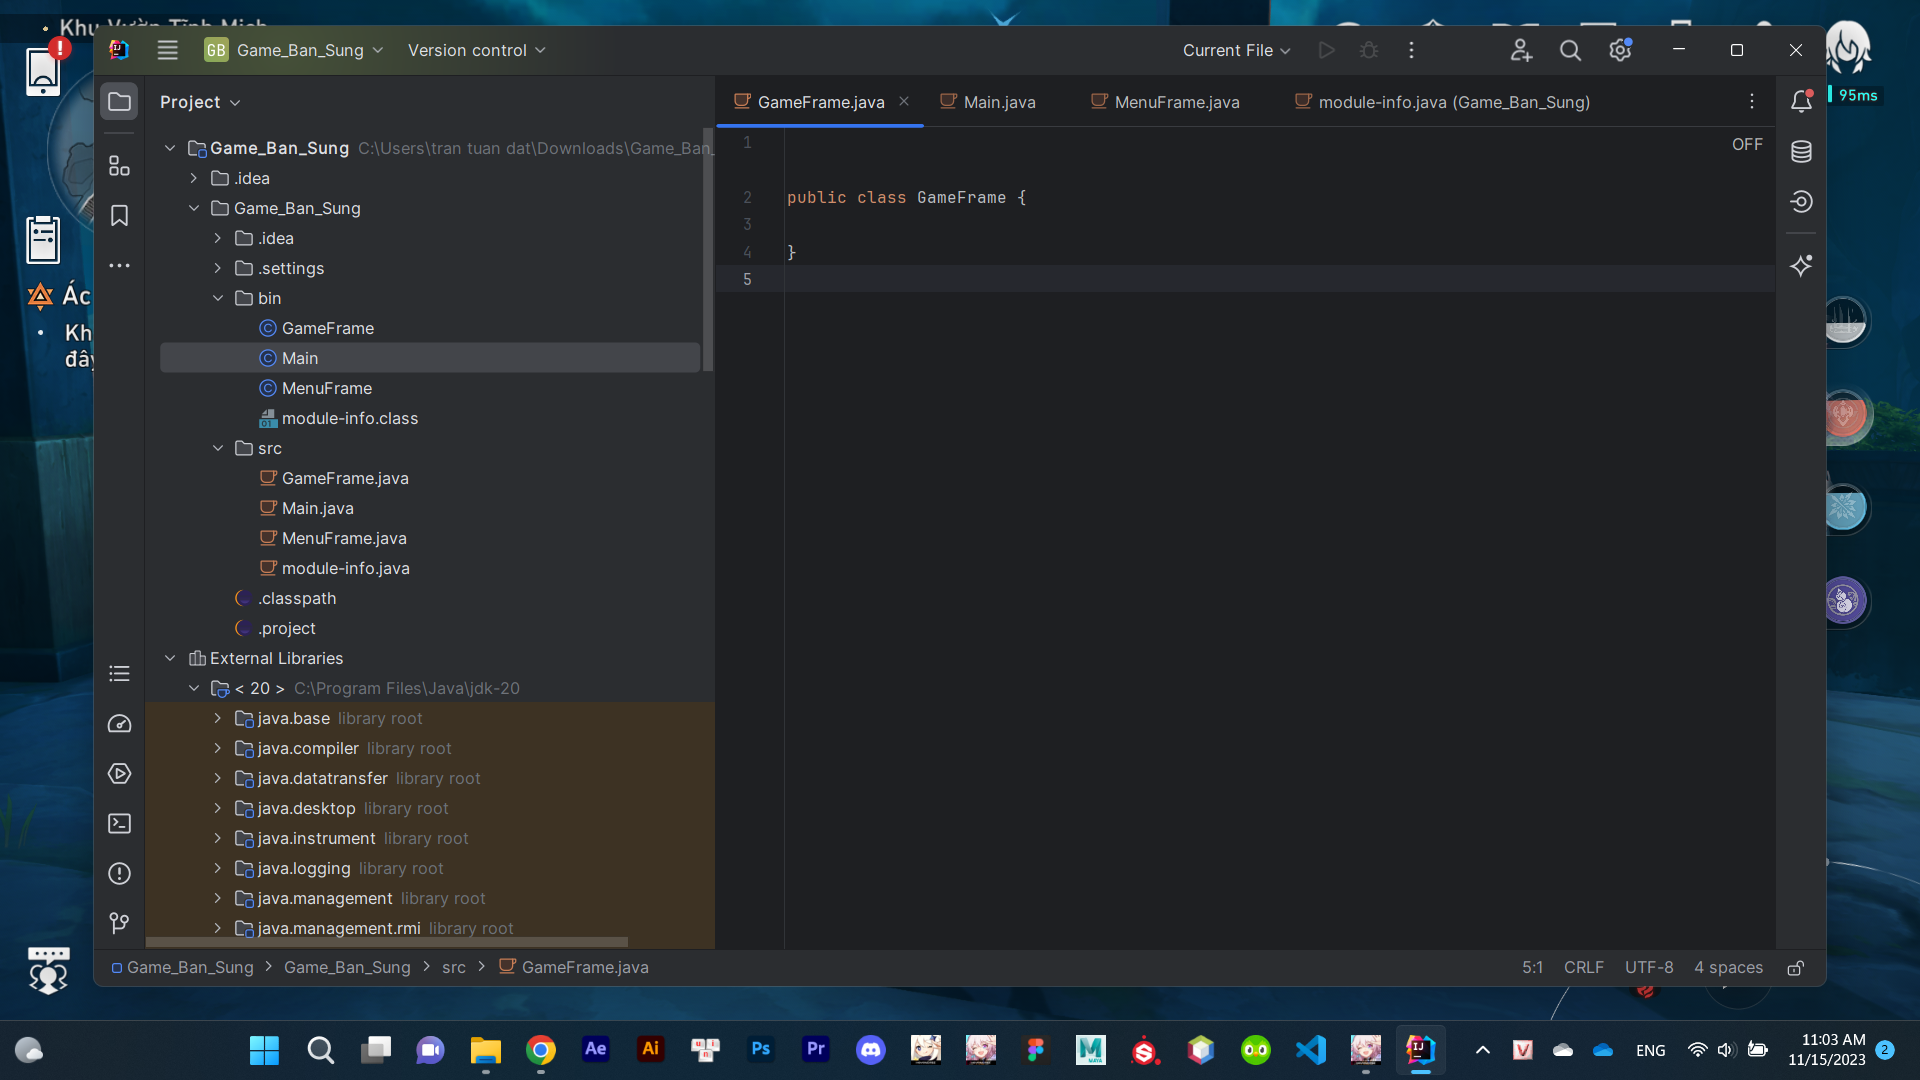 Khu Vườn Tĩnh Mịch
GB Game_Ban_Sung
Version control
Current File
95ms
Project
GameFrame.java
Main.java
MenuFrame.java
module-info.java (Game_Ban_Sung)
OFF
Game_Ban_Sung C:\Users\tran tuan dat\Downloads\Game_Ban_
.idea
Game_Ban_Sung
.idea
.settings
bin
GameFrame
Main
MenuFrame
module-info.class
src
GameFrame.java
Main.java
MenuFrame.java
module-info.java
.classpath
.project
External Libraries
< 20 > C:\Program Files\Java\jdk-20
java.base library root
java.compiler library root
java.datatransfer library root
java.desktop library root
java.instrument library root
java.logging library root
java.management library root
java.management.rmi library root
1
2 public class GameFrame {
3
4 }
5
Ác
Kh
đây
Game_Ban_Sung > Game_Ban_Sung > src > GameFrame.java
5:1 CRLF UTF-8 4 spaces
Ae Ai Ps Pr
ENG
11:03 AM
11/15/2023
2